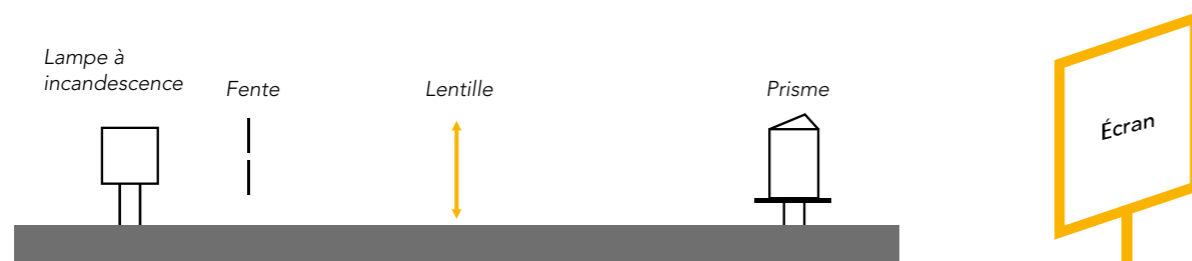 Lampe à
incandescence
Fente
Lentille
Prisme
Écran